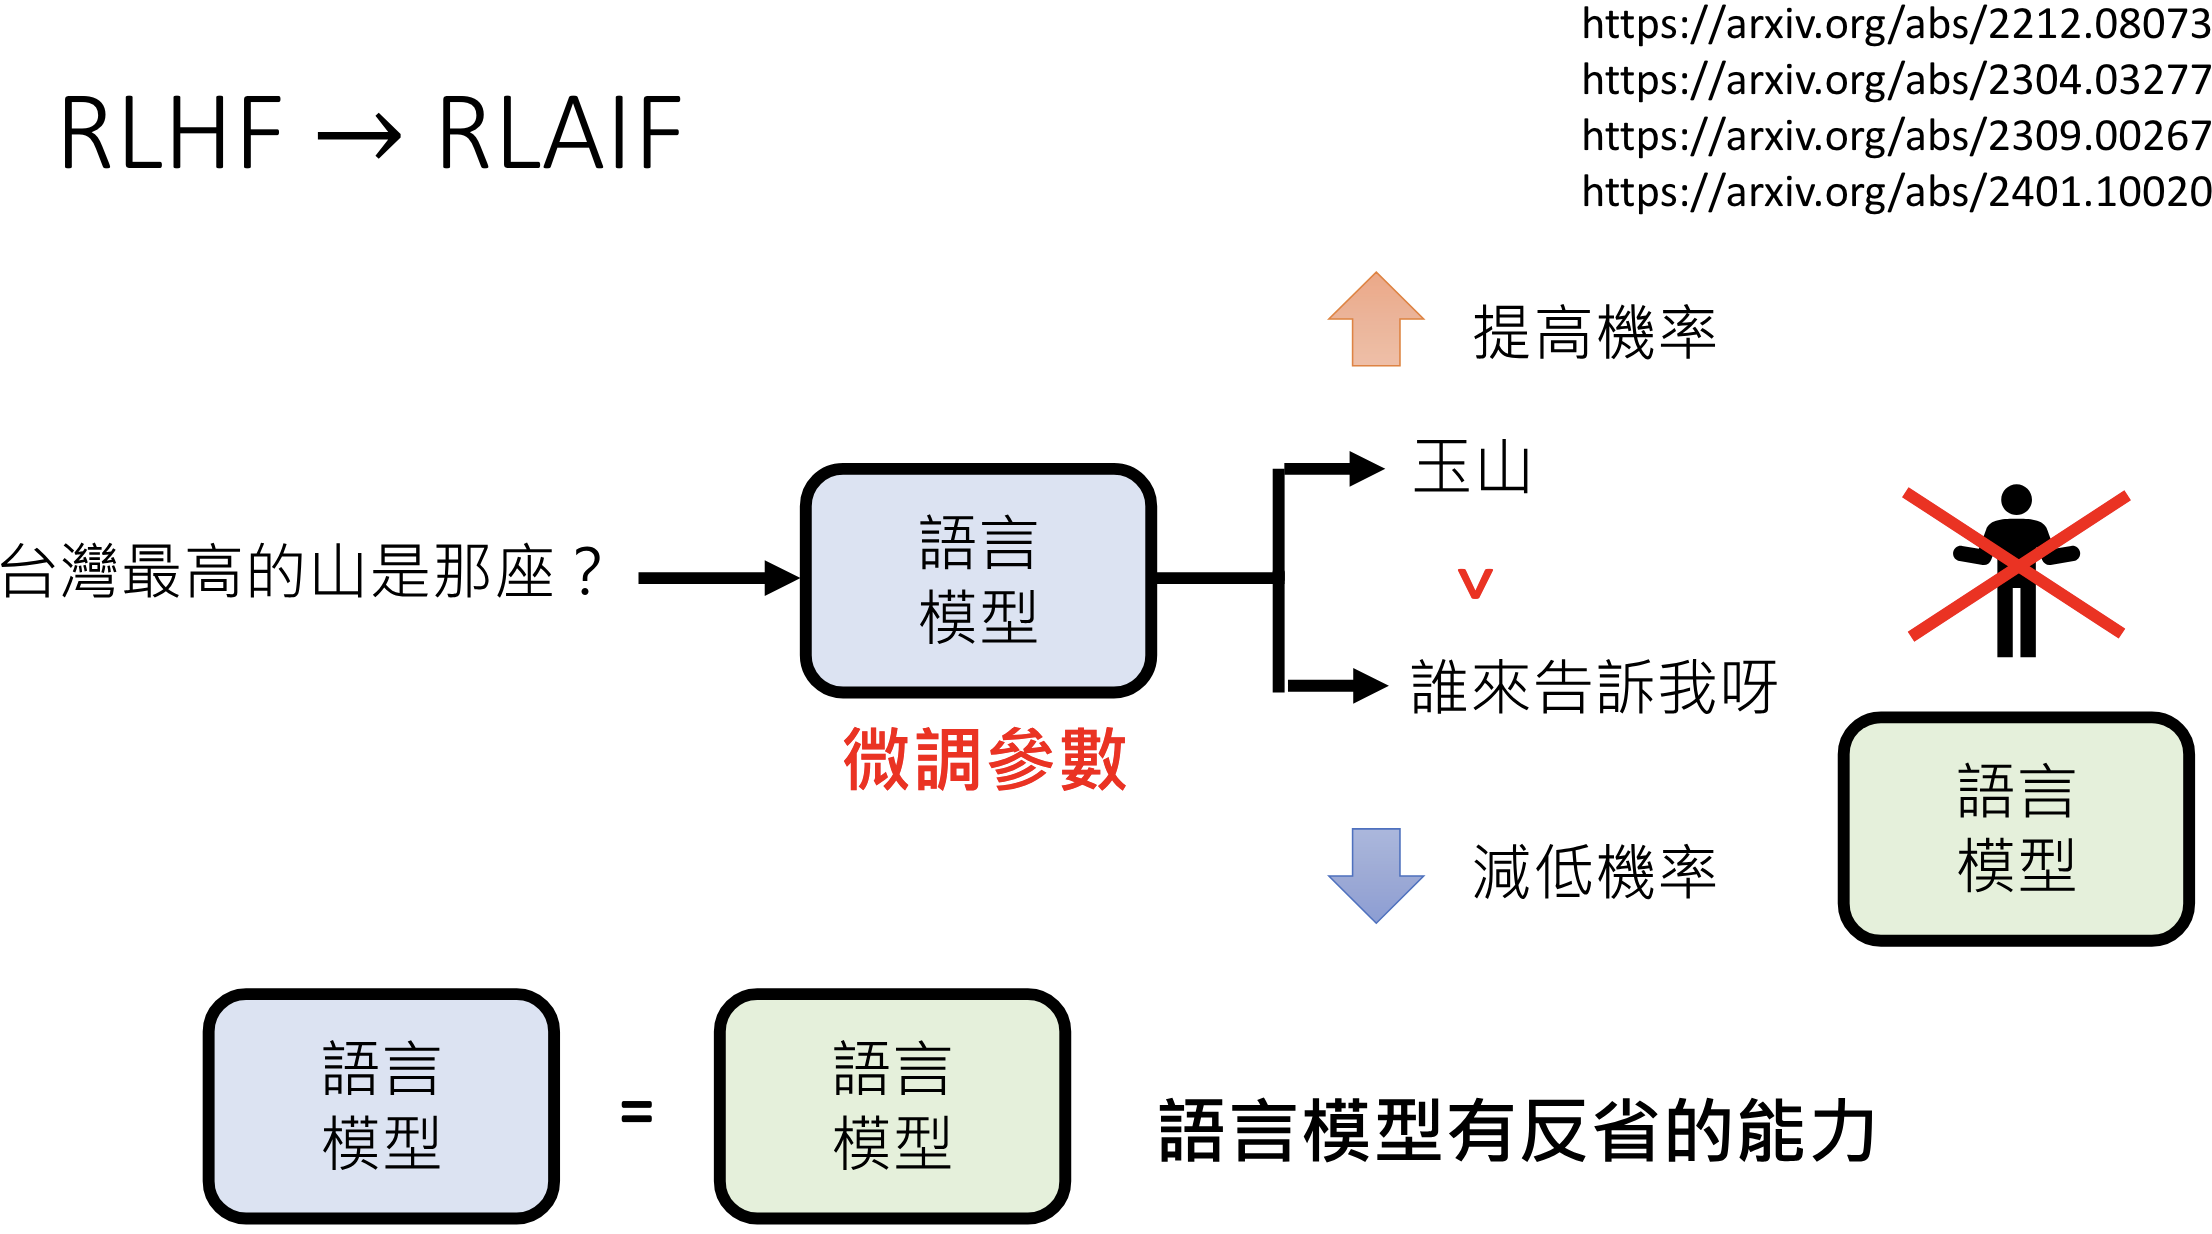 RLHF → RLAIF
https://arxiv.org/abs/2212.08073
https://arxiv.org/abs/2304.03277
https://arxiv.org/abs/2309.00267
https://arxiv.org/abs/2401.10020
提高機率
台灣最高的山是那座？
語言
模型
微調參數
玉山
>
誰來告訴我呀
減低機率
語言
模型
語言
模型
=
語言
模型
語言模型有反省的能力